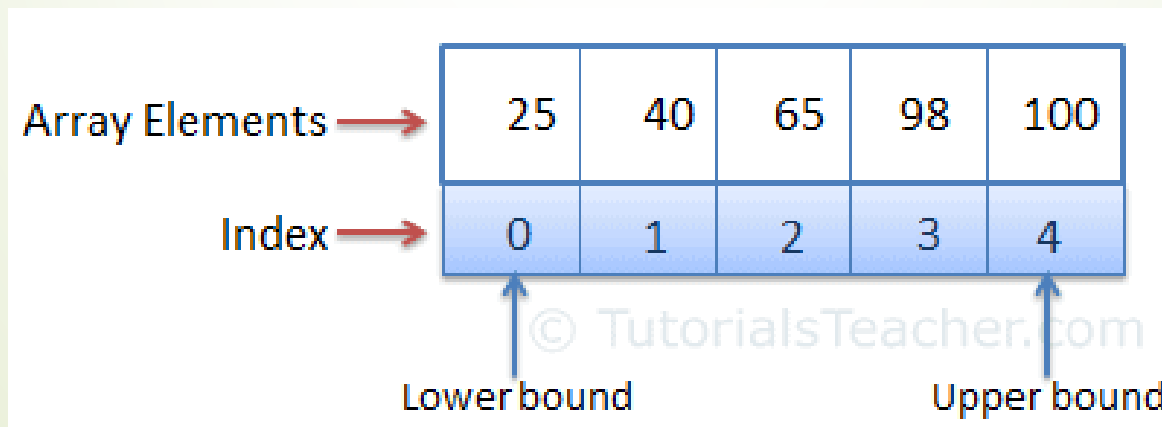 Array Elements 25 40 65 98 100
Index 0 1 2 3 4
© TutorialsTeacher.com
Lower bound Upper bound